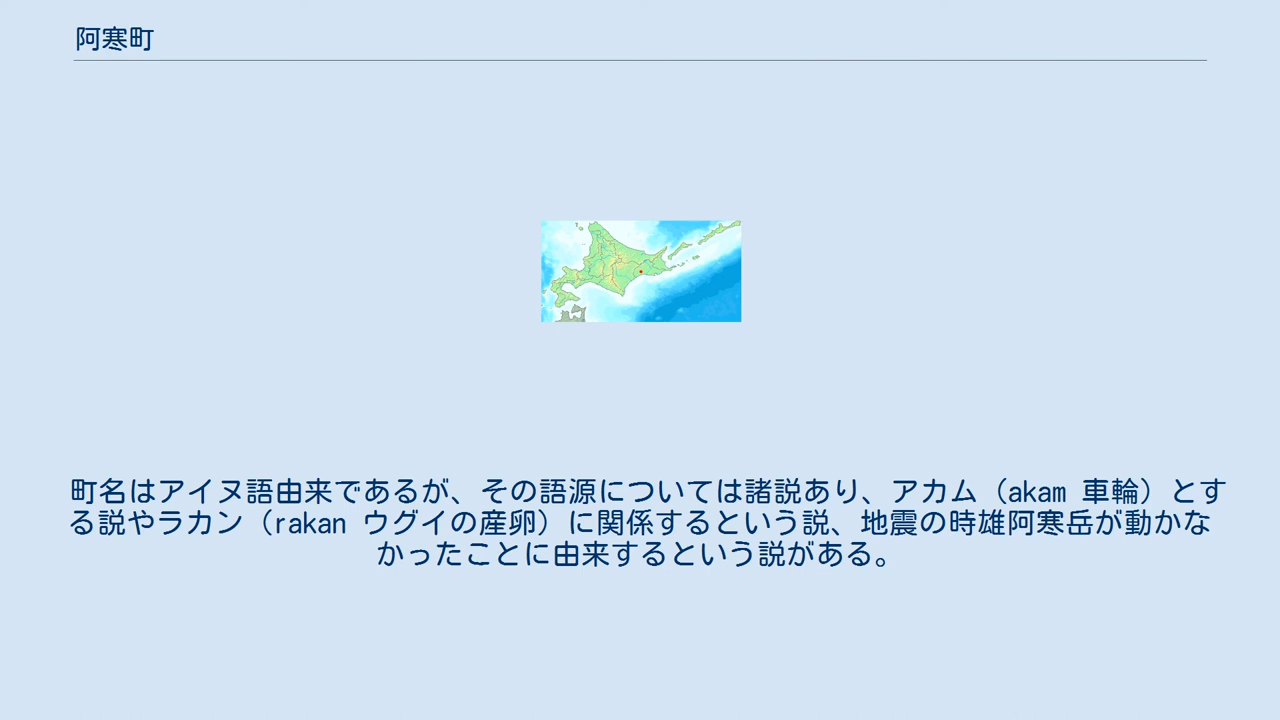 阿寒町
町名はアイヌ語由来であるが、その語源については諸説あり、アカム（akam 車輪）とす
る説やラカン（rakan ウグイの産卵）に関係するという説、地震の時雄阿寒岳が動かな
かったことに由来するという説がある。